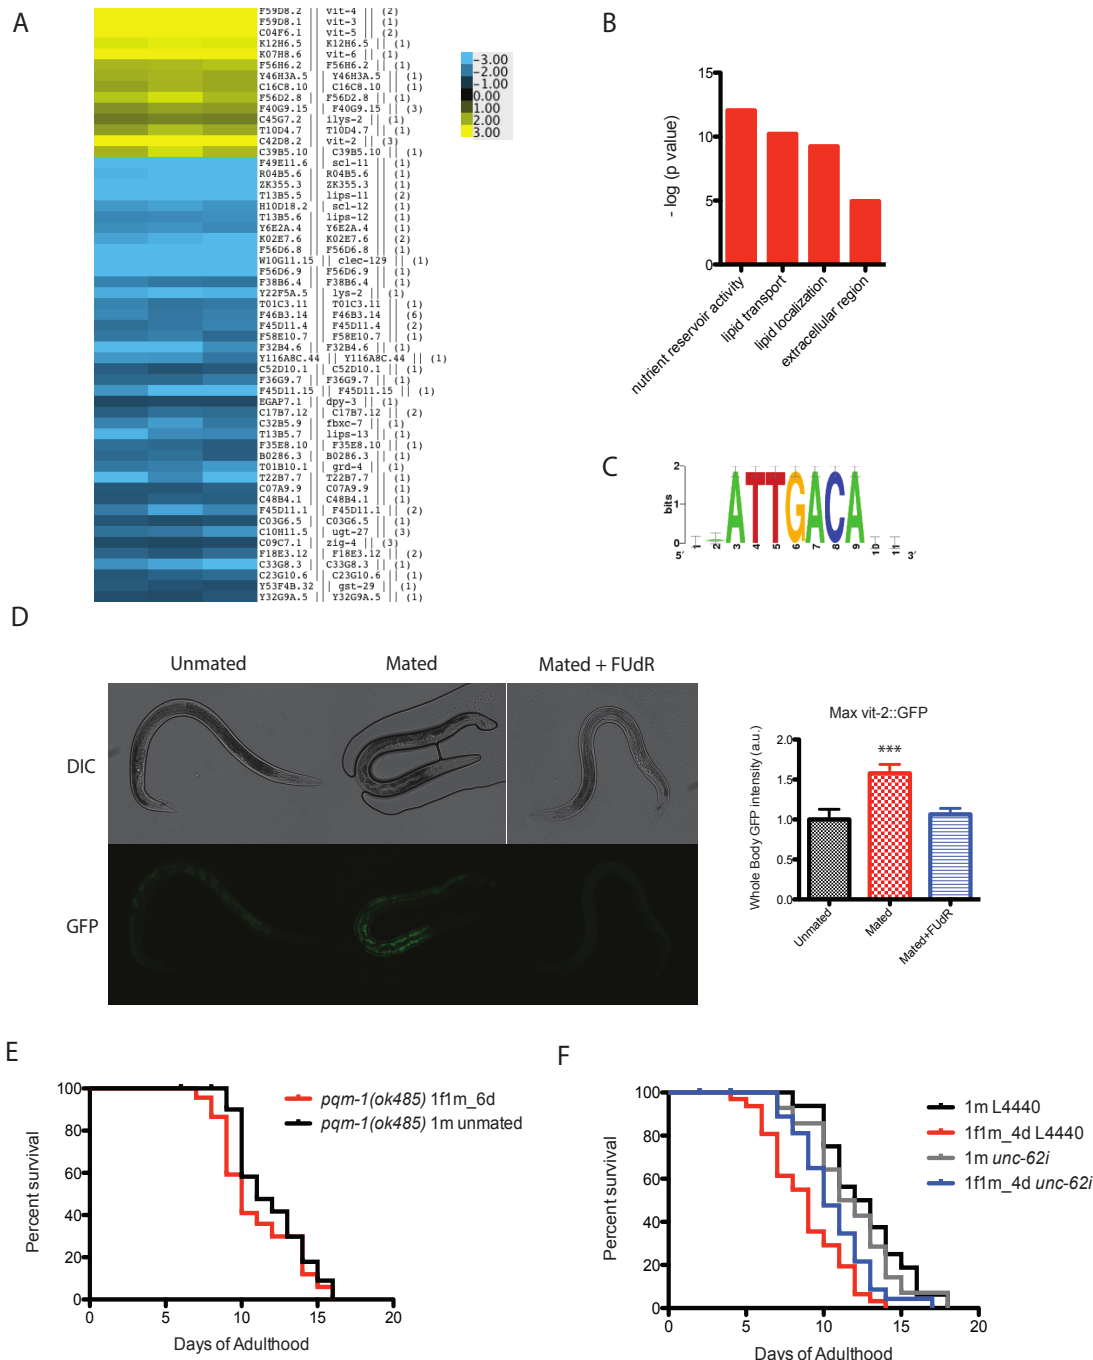 A
F59D8.2 | vit-4 (2)
F59D8.1 || vit-3 || (1)
C04F6.1 || vit-5 || (2)
K12H6.5 || K12H6.5 || (1)
K07H8.6 || vit-6 || (1)
F56H6.2 || F56H6.2 || (1)
Y46H3A.5 || Y46H3A.5 || (1)
C16C8.10 || C16C8.10 || (1)
F56D2.8 || F56D2.8 || (1)
F40G9.15 || F40G9.15 || (3)
C45G7.2 || ilys-2 || (1)
T10D4.7 || T10D4.7 || (1)
C42D8.2 || vit-2 || (3)
C39B5.10 || C39B5.10 || (1)
F49E11.6 || scl-11 || (1)
R04B5.6 || R04B5.6 || (1)
ZK355.3 || ZK355.3 || (1)
T13B5.5 || lips-11 || (2)
H10D18.2 || scl-12 || (1)
T13B5.6 || lips-12 || (1)
Y6E2A.4 || Y6E2A.4 || (1)
K02E7.6 || K02E7.6 || (2)
F56D6.8 || F56D6.8 || (1)
W10G11.15 || clec-129 || (1)
F56D6.9 || F56D6.9 || (1)
F38B6.4 || F38B6.4 || (1)
Y22F5A.5 || lys-2 || (1)
T01C3.11 || T01C3.11 || (1)
F46B3.14 || F46B3.14 || (6)
F45D11.4 || F45D11.4 || (2)
F58E10.7 || F58E10.7 || (1)
F32B4.6 || F32B4.6 || (1)
Y116A8C.44 || Y116A8C.44 || (1)
C52D10.1 || C52D10.1 || (1)
F36G9.7 || F36G9.7 || (1)
F45D11.15 || F45D11.15 || (1)
EGAP7.1 || dpy-3 || (1)
C17B7.12 || C17B7.12 || (2)
C32B5.9 || fbxc-7 || (1)
T13B5.7 || lips-13 || (1)
F35E8.10 || F35E8.10 || (1)
B0286.3 || B0286.3 || (1)
T01B10.1 || grd-4 || (1)
T22B7.7 || T22B7.7 || (1)
C07A9.9 || C07A9.9 || (1)
C48B4.1 || C48B4.1 || (1)
F45D11.1 || F45D11.1 || (2)
C03G6.5 || C03G6.5 || (1)
C10H11.5 || ugt-27 || (3)
C09C7.1 || zig-4 || (3)
F18E3.12 || F18E3.12 || (2)
C33G8.3 || C33G8.3 || (1)
C23G10.6 || C23G10.6 || (1)
Y53F4B.32 || gst-29 || (1)
Y32G9A.5 || Y32G9A.5 || (1)
-3.00
-2.00
-1.00
0.00
1.00
2.00
3.00
B
15
10
5
0
- log (p value)
nutrient reservoir activity
lipid transport
lipid localization
extracellular region
C
2
1
0
bits
ATTGACA
1 2 3 4 5 6 7 8 9 10 11
5′ 3′
D
Unmated Mated Mated + FUdR
DIC
GFP
Max vit-2::GFP
Whole Body GFP intensity (a.u.)
2.0
1.5
1.0
0.5
0.0
***
Unmated
Mated
Mated+FUdR
E
100
80
60
40
20
0
Percent survival
0 5 10 15 20
Days of Adulthood
pqm-1(ok485) 1f1m_6d
pqm-1(ok485) 1m unmated
F
100
80
60
40
20
0
Percent survival
0 5 10 15 20
Days of Adulthood
1m L4440
1f1m_4d L4440
1m unc-62i
1f1m_4d unc-62i